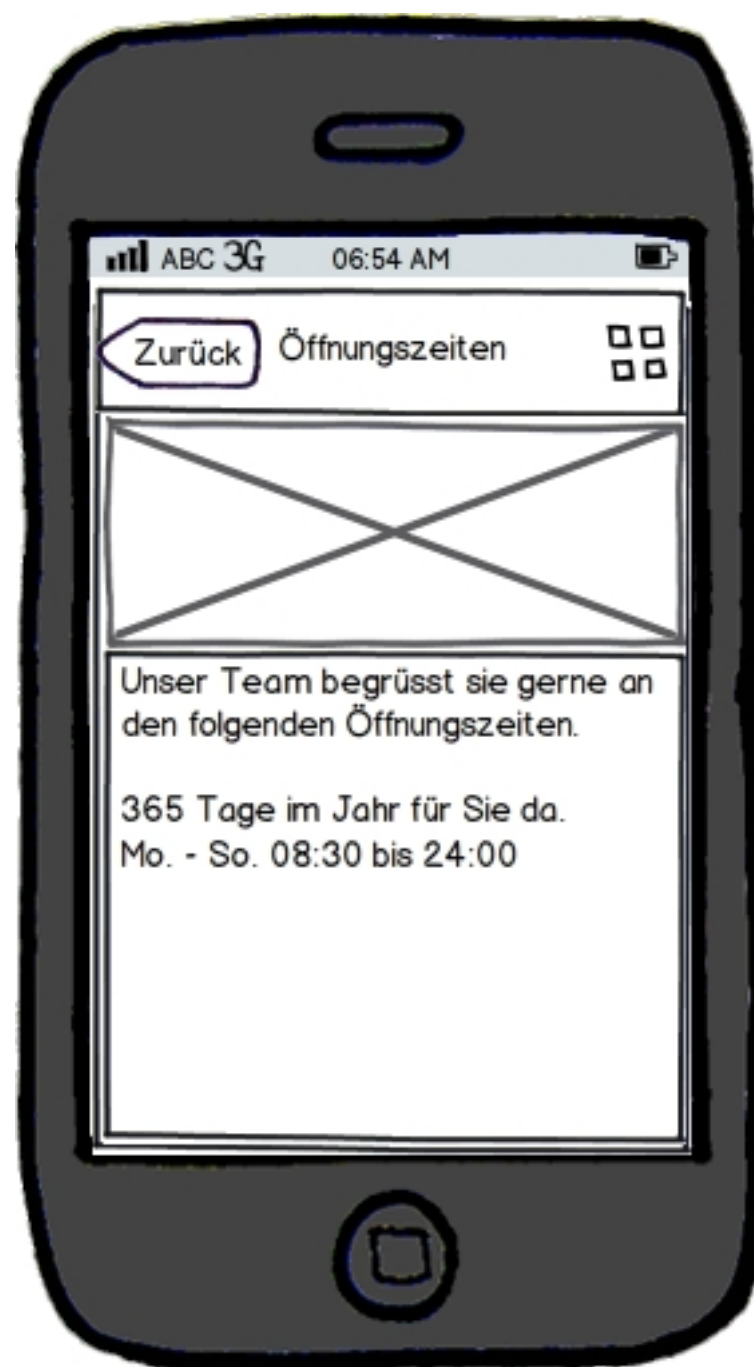 ABC 3G 06:54 AM
Zurück Öffnungszeiten
Unser Team begrüsst sie gerne an
den folgenden Öffnungszeiten.
365 Tage im Jahr für Sie da.
Mo. - So. 08:30 bis 24:00